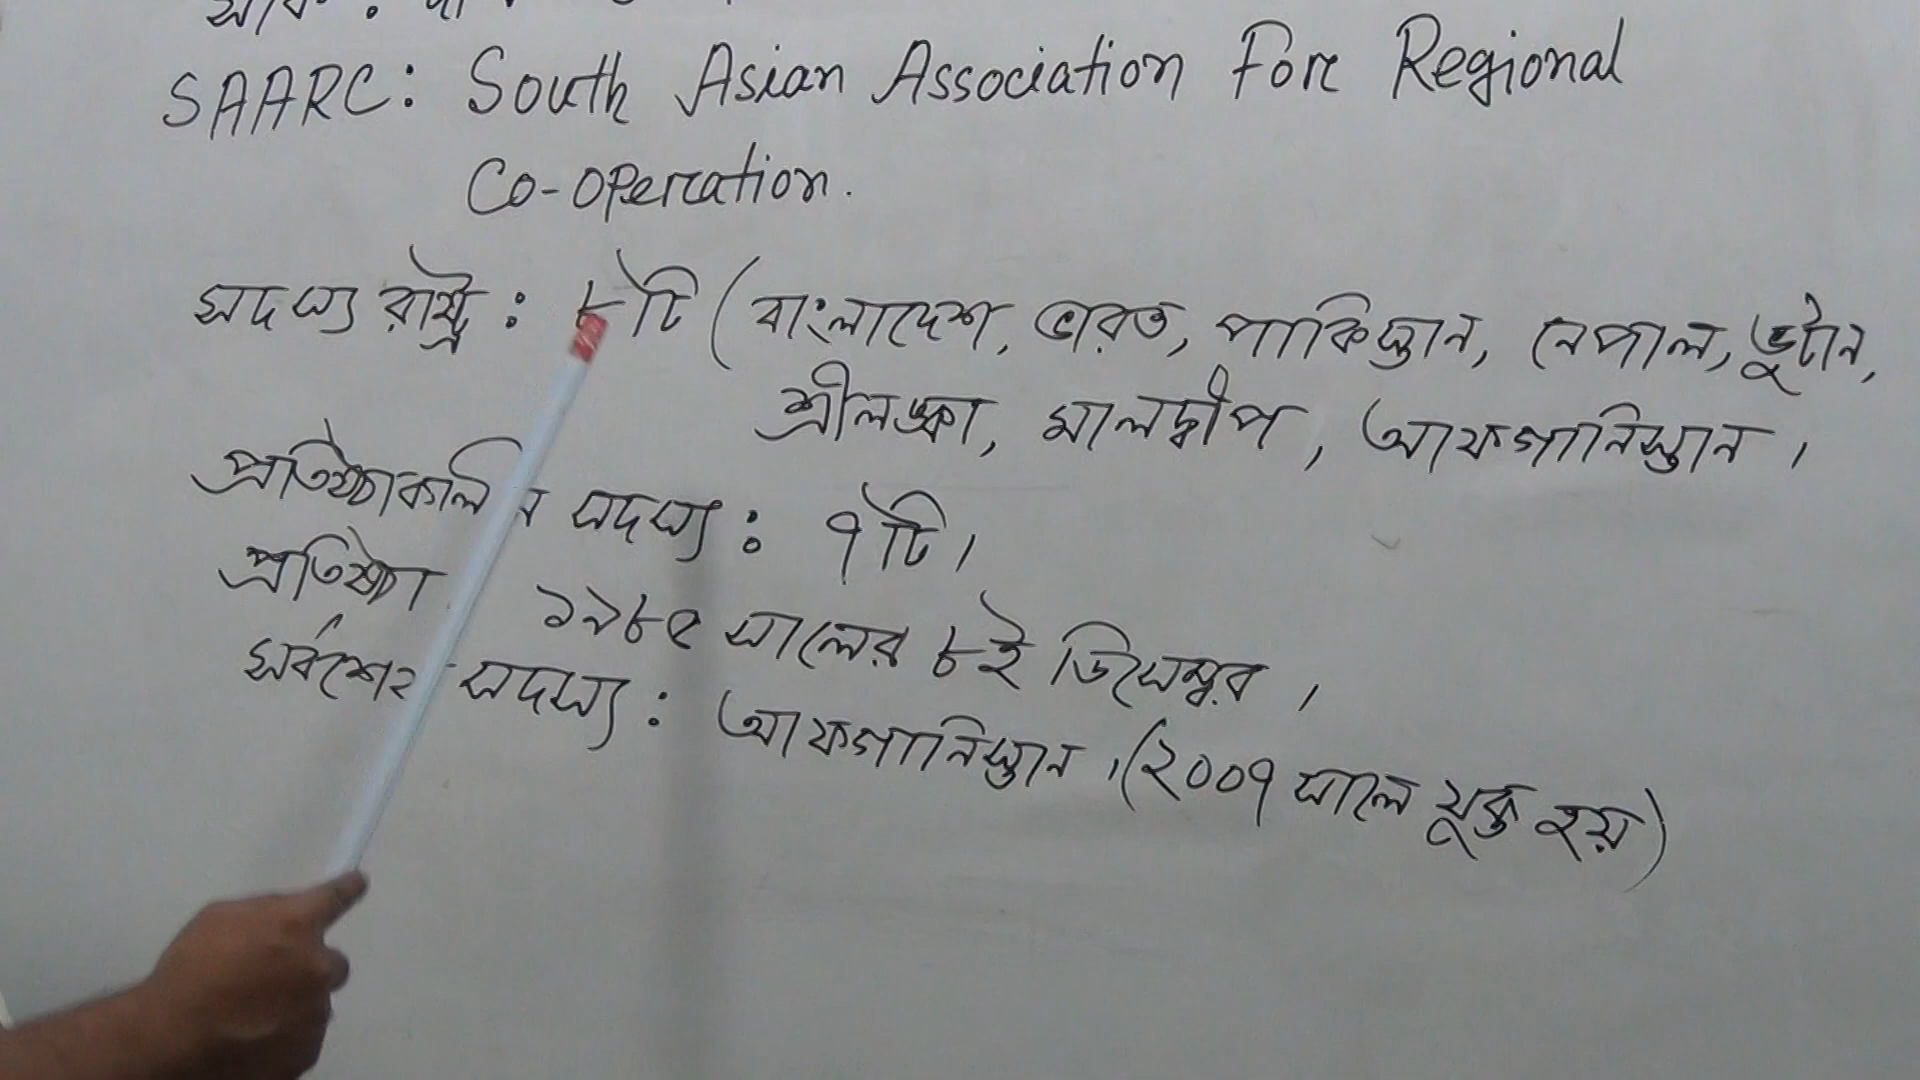 SAARC: South Asian Association For Regional
Co-operation.
সদস্য রাষ্ট্র : ৮টি (বাংলাদেশ, ভারত, পাকিস্তান, নেপাল, ভুটান,
শ্রীলঙ্কা, মালদ্বীপ, আফগানিস্তান।
প্রতিষ্ঠাকালিন সদস্য : ৭টি।
প্রতিষ্ঠা ১৯৮৫ সালের ৮ই ডিসেম্বর।
সর্বশেষ সদস্য : আফগানিস্তান। (২০০৭ সালে যুক্ত হয়)